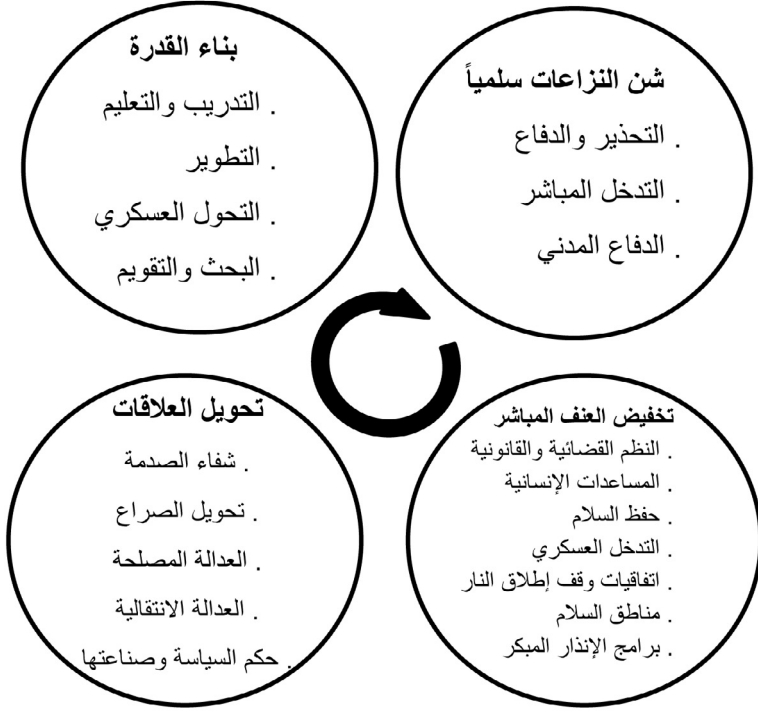 شن النزاعات سلمياً
. التحذير والدفاع
. التدخل المباشر
. الدفاع المدني
بناء القدرة
. التدريب والتعليم
. التطوير
. التحول العسكري
. البحث والتقويم
تخفيض العنف المباشر
. النظم القضائية والقانونية
. المساعدات الإنسانية
. حفظ السلام
. التدخل العسكري
. اتفاقيات وقف إطلاق النار
. مناطق السلام
. برامج الإنذار المبكر
تحويل العلاقات
. شفاء الصدمة
. تحويل الصراع
. العدالة المصلحة
. العدالة الانتقالية
. حكم السياسة وصناعتها